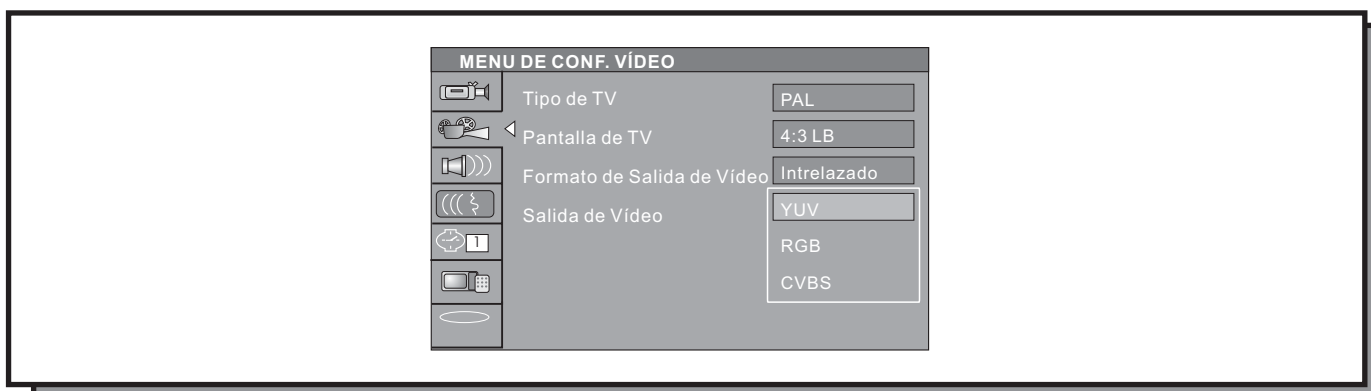 MENU DE CONF. VÍDEO
Tipo de TV PAL
Pantalla de TV 4:3 LB
Formato de Salida de Vídeo Intrelazado
Salida de Vídeo YUV
RGB
CVBS
1